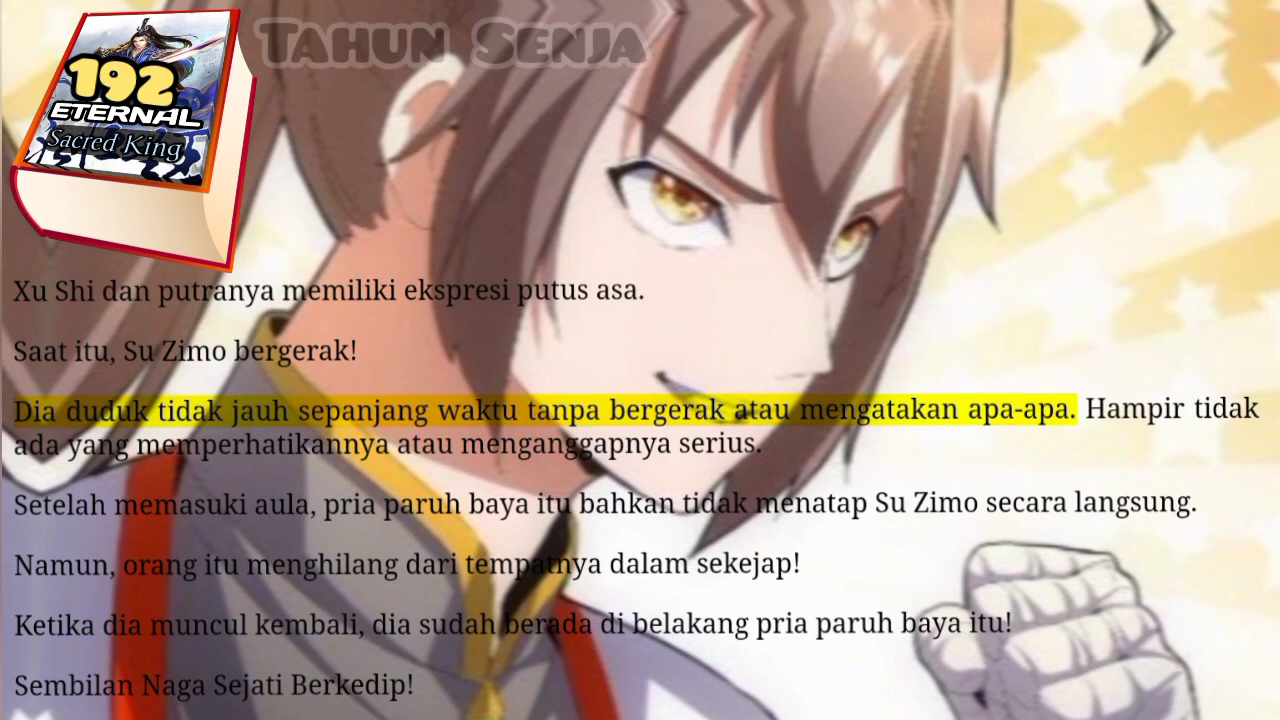 Tahun Senja
192
ETERNAL
Sacred King
Xu Shi dan putranya memiliki ekspresi putus asa.
Saat itu, Su Zimo bergerak!
Dia duduk tidak jauh sepanjang waktu tanpa bergerak atau mengatakan apa-apa. Hampir tidak
ada yang memperhatikannya atau menganggapnya serius.
Setelah memasuki aula, pria paruh baya itu bahkan tidak menatap Su Zimo secara langsung.
Namun, orang itu menghilang dari tempatnya dalam sekejap!
Ketika dia muncul kembali, dia sudah berada di belakang pria paruh baya itu!
Sembilan Naga Sejati Berkedip!